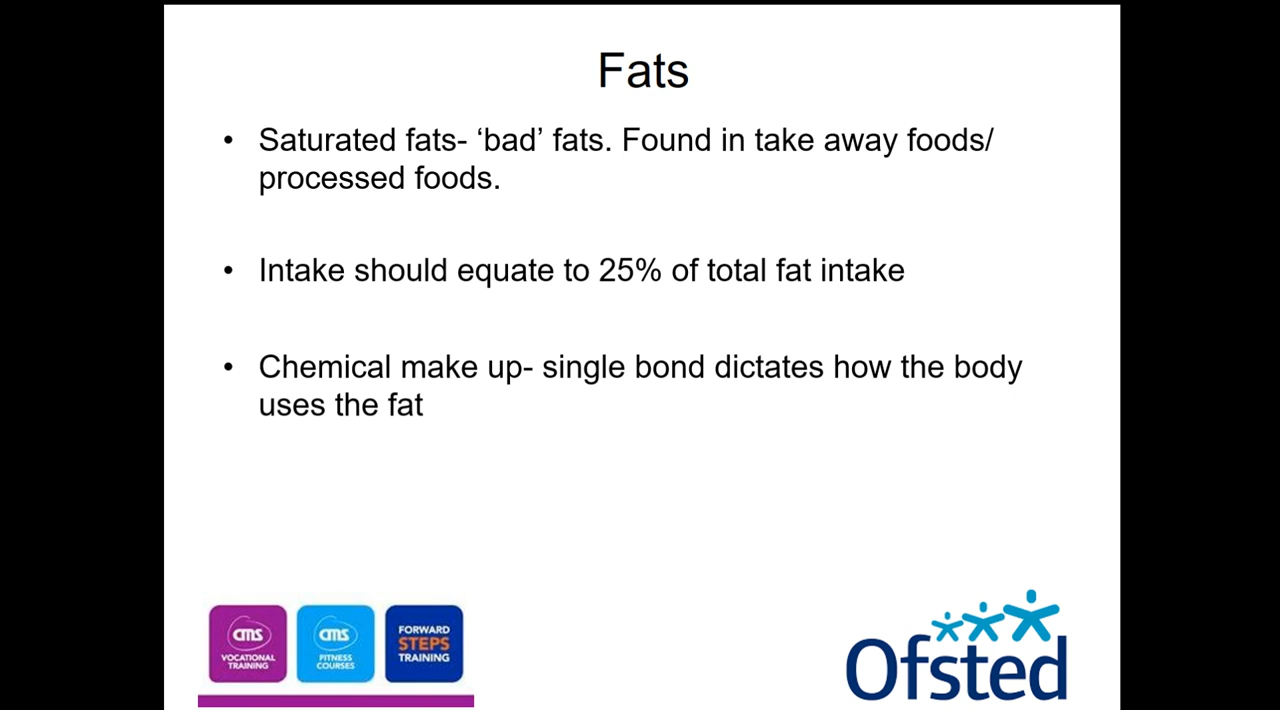 Fats
• Saturated fats- ‘bad’ fats. Found in take away foods/
processed foods.
• Intake should equate to 25% of total fat intake
• Chemical make up- single bond dictates how the body
uses the fat
cms
VOCATIONAL
TRAINING
cms
FITNESS
COURSES
FORWARD
STEPS
TRAINING
Ofsted